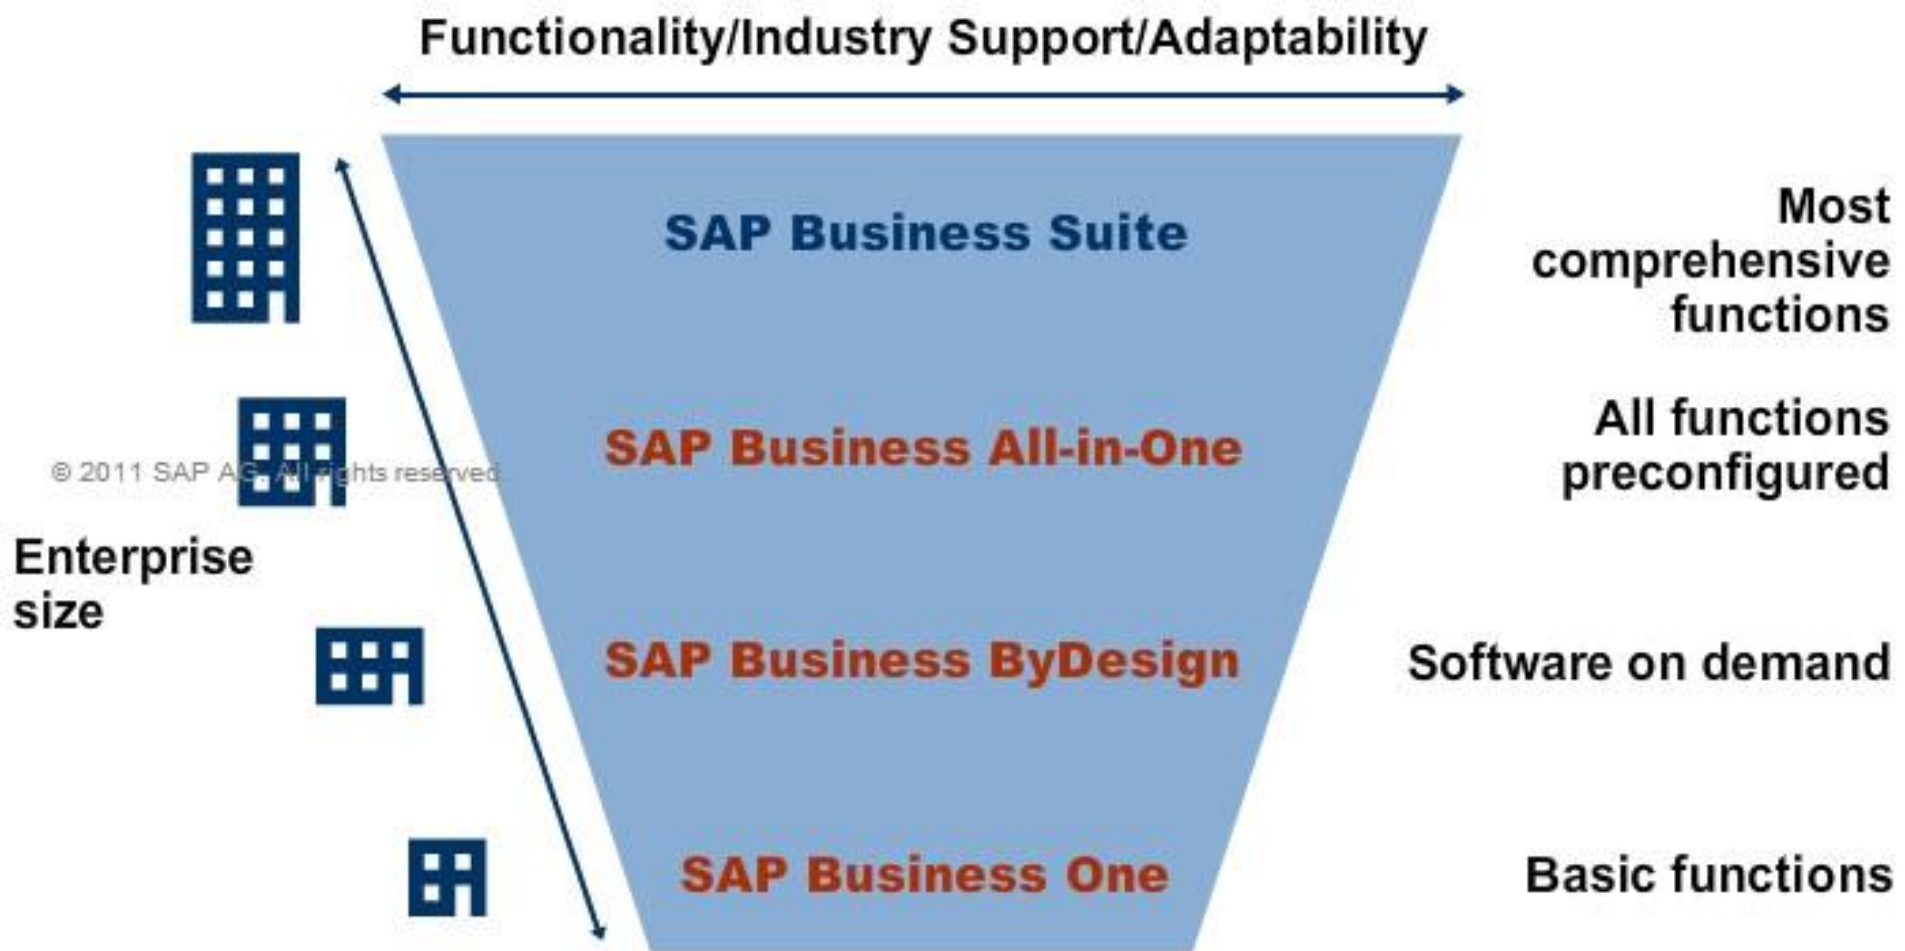 Functionality/Industry Support/Adaptability
SAP Business Suite
Most
comprehensive
functions
SAP Business All-in-One
All functions
preconfigured
© 2011 SAP AG. All rights reserved.
Enterprise
size
SAP Business ByDesign
Software on demand
SAP Business One
Basic functions